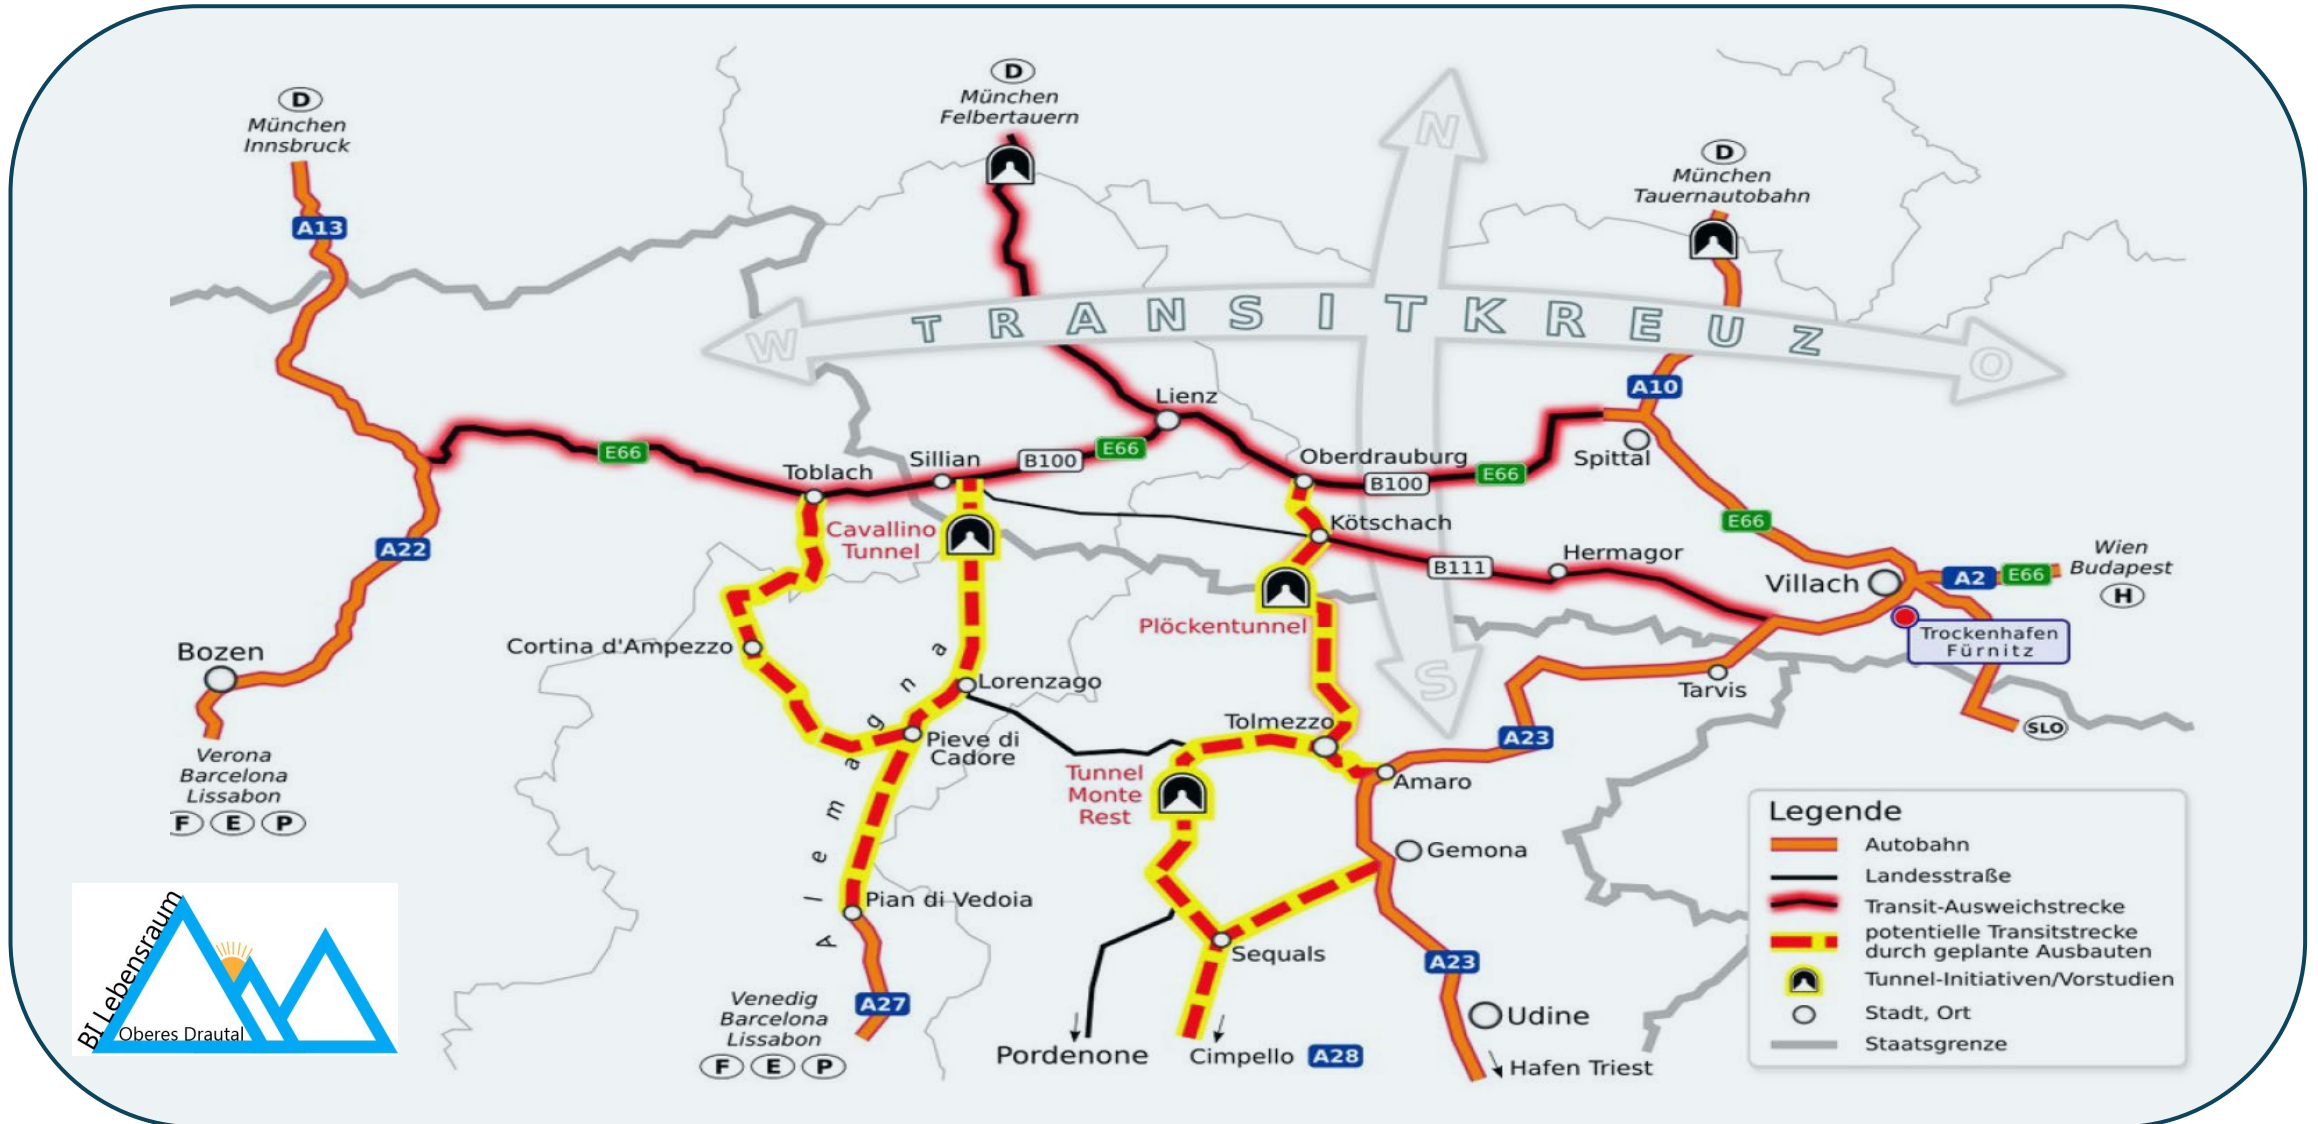 D
München
Innsbruck
A13
D
München
Felbertauern
N
D
München
Tauernautobahn
W
TRANSITKREUZ
O
S
A10
Lienz
E66
Toblach
Sillian
B100
E66
Oberdrauburg
B100
E66
Spittal
Cavallino
Tunnel
Kötschach
B111
Hermagor
E66
A22
Villach
A2
E66
Wien
Budapest
H
Trockenhafen
Fürnitz
Plöckentunnel
Cortina d'Ampezzo
Bozen
Lorenzago
Tarvis
SLO
Tolmezzo
A23
Pieve di
Cadore
Alemagna
Verona
Barcelona
Lissabon
F E P
Tunnel
Monte
Rest
Amaro
Gemona
Pian di Vedoia
Sequals
A23
A27
Venedig
Barcelona
Lissabon
F E P
Pordenone
Cimpello A28
Udine
Hafen Triest
Legende
Autobahn
Landesstraße
Transit-Ausweichstrecke
potentielle Transitstrecke
durch geplante Ausbauten
Tunnel-Initiativen/Vorstudien
Stadt, Ort
Staatsgrenze
BI Lebensraum
Oberes Drautal